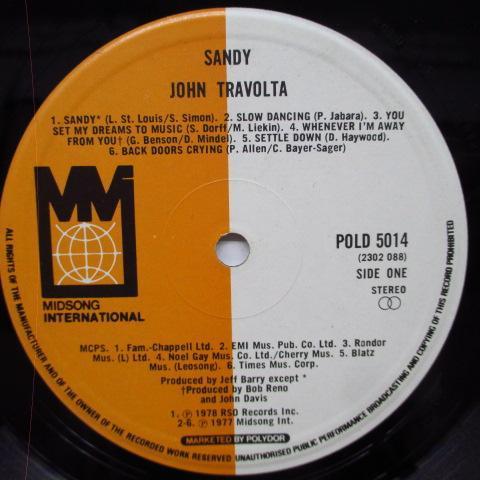 SANDY
JOHN TRAVOLTA
1. SANDY* (L. St. Louis/S. Simon). 2. SLOW DANCING (P. Jabara). 3. YOU
SET MY DREAMS TO MUSIC (S. Dorff/M. Liekin). 4. WHENEVER I'M AWAY
FROM YOU† (G. Benson/D. Mindel). 5. SETTLE DOWN (D. Haywood).
6. BACK DOORS CRYING (P. Allen/C. Bayer-Sager)
MM
MIDSONG
INTERNATIONAL
POLD 5014
(2302 088)
SIDE ONE
STEREO
MCPS. 1. Fam.-Chappell Ltd. 2. EMI Mus. Pub. Co. Ltd. 3. Rondor
Mus. (L) Ltd. 4. Noel Gay Mus. Co. Ltd./Cherry Mus. 5. Blatz
Mus. (Leosong). 6. Times Mus. Corp.
Produced by Jeff Barry except *
†Produced by Bob Reno
and John Davis
1. ℗ 1978 RSO Records Inc.
2-6. ℗ 1977 Midsong Int.
MARKETED BY POLYDOR
ALL RIGHTS OF THE MANUFACTURER AND OF THE OWNER OF THE RECORDED WORK RESERVED UNAUTHORISED PUBLIC PERFORMANCE BROADCASTING AND COPYING OF THIS RECORD PROHIBITED